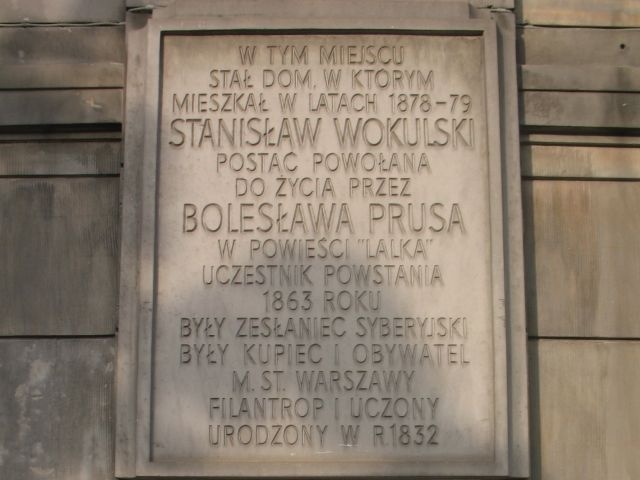 W TYM MIEJSCU
STAŁ DOM, W KTÓRYM
MIESZKAŁ W LATACH 1878-79
STANISŁAW WOKULSKI
POSTAĆ POWOŁANA
DO ŻYCIA PRZEZ
BOLESŁAWA PRUSA
W POWIEŚCI "LALKA"
UCZESTNIK POWSTANIA
1863 ROKU
BYŁY ZESŁANIEC SYBERYJSKI
BYŁY KUPIEC I OBYWATEL
M. ST. WARSZAWY
FILANTROP I UCZONY
URODZONY W R.1832